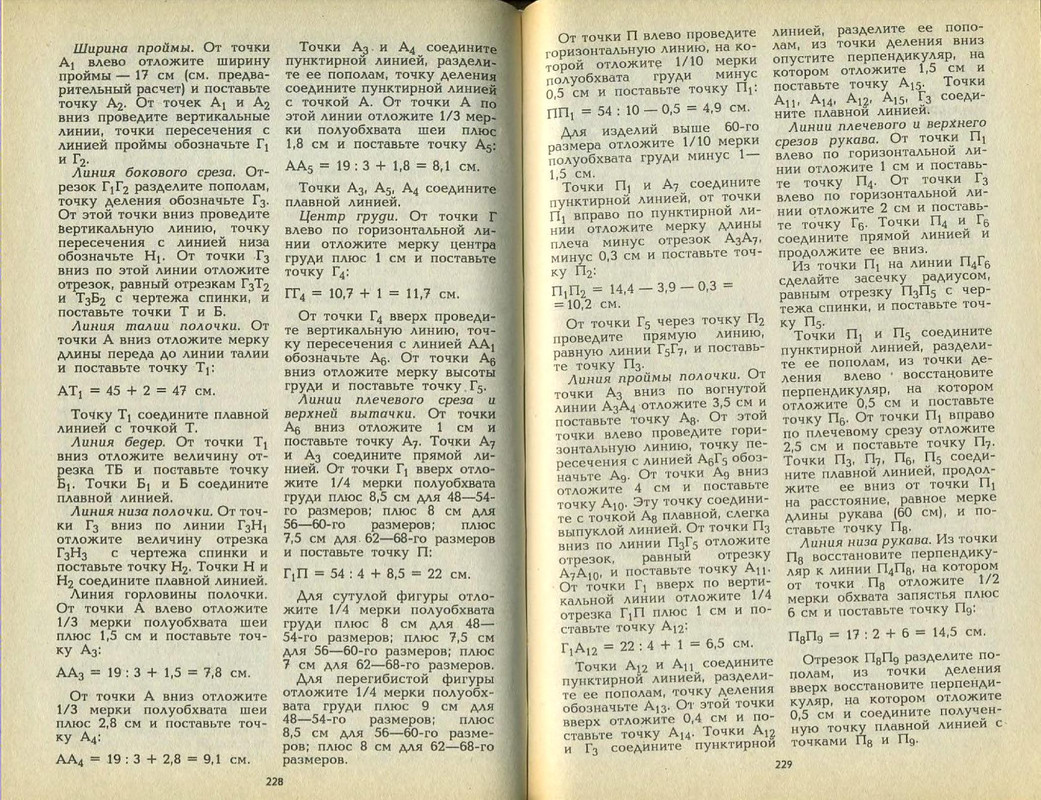 Ширина проймы. От точки
А₁ влево отложите ширину
проймы — 17 см (см. предва-
рительный расчет) и поставьте
точку А₂. От точек А₁ и А₂
вниз проведите вертикальные
линии, точки пересечения с
линией проймы обозначьте Г₁
и Г₂.
Линия бокового среза. От-
резок Г₁Г₂ разделите пополам,
точку деления обозначьте Г₃.
От этой точки вниз проведите
вертикальную линию, точку
пересечения с линией низа
обозначьте Н₁. От точки Г₃
вниз по этой линии отложите
отрезок, равный отрезкам Г₃Т₂
и Т₃Б₂ с чертежа спинки, и
поставьте точки Т и Б.
Линия талии полочки. От
точки А вниз отложите мерку
длины переда до линии талии
и поставьте точку Т₁:
АТ₁ = 45 + 2 = 47 см.
Точку Т₁ соедините плавной
линией с точкой Т.
Линия бедер. От точки Т₁
вниз отложите величину от-
резка ТБ и поставьте точку
Б₁. Точки Б₁ и Б соедините
плавной линией.
Линия низа полочки. От точ-
ки Г₃ вниз по линии Г₃Н₁
отложите величину отрезка
Г₃Н₃ с чертежа спинки и
поставьте точку Н₂. Точки Н и
Н₂ соедините плавной линией.
Линия горловины полочки.
От точки А влево отложите
1/3 мерки полуобхвата шеи
плюс 1,5 см и поставьте точ-
ку А₃:
АА₃ = 19 : 3 + 1,5 = 7,8 см.
От точки А вниз отложите
1/3 мерки полуобхвата шеи
плюс 2,8 см и поставьте точ-
ку А₄:
АА₄ = 19 : 3 + 2,8 = 9,1 см.
Точки А₃ и А₄ соедините
пунктирной линией, раздели-
те ее пополам, точку деления
соедините пунктирной линией
с точкой А. От точки А по
этой линии отложите 1/3 мер-
ки полуобхвата шеи плюс
1,8 см и поставьте точку А₅:
АА₅ = 19 : 3 + 1,8 = 8,1 см.
Точки А₃, А₅, А₄ соедините
плавной линией.
Центр груди. От точки Г
влево по горизонтальной ли-
нии отложите мерку центра
груди плюс 1 см и поставьте
точку Г₄:
ГГ₄ = 10,7 + 1 = 11,7 см.
От точки Г₄ вверх проведи-
те вертикальную линию, точ-
ку пересечения с линией АА₁
обозначьте А₆. От точки А₆
вниз отложите мерку высоты
груди и поставьте точку Г₅.
Линии плечевого среза и
верхней вытачки. От точки
А₆ вниз отложите 1 см и
поставьте точку А₇. Точки А₇
и А₃ соедините прямой ли-
нией. От точки Г₁ вверх отло-
жите 1/4 мерки полуобхвата
груди плюс 8,5 см для 48—54-
го размеров; плюс 8 см для
56—60-го размеров; плюс
7,5 см для 62—68-го размеров
и поставьте точку П:
Г₁П = 54 : 4 + 8,5 = 22 см.
Для сутулой фигуры отло-
жите 1/4 мерки полуобхвата
груди плюс 8 см для 48—
54-го размеров; плюс 7,5 см
для 56—60-го размеров; плюс
7 см для 62—68-го размеров.
Для перегибистой фигуры
отложите 1/4 мерки полуобх-
вата груди плюс 9 см для
48—54-го размеров; плюс
8,5 см для 56—60-го разме-
ров; плюс 8 см для 62—68-го
размеров.
228
От точки П влево проведите
горизонтальную линию, на ко-
торой отложите 1/10 мерки
полуобхвата груди минус
0,5 см и поставьте точку П₁:
ПП₁ = 54 : 10 — 0,5 = 4,9 см.
Для изделий выше 60-го
размера отложите 1/10 мерки
полуобхвата груди минус 1—
1,5 см.
Точки П₁ и А₇ соедините
пунктирной линией, от точки
П₁ вправо по пунктирной ли-
нии отложите мерку длины
плеча минус отрезок А₃А₇,
минус 0,3 см и поставьте точ-
ку П₂:
П₁П₂ = 14,4 — 3,9 — 0,3 =
= 10,2 см.
От точки Г₅ через точку П₂
проведите прямую линию,
равную линии Г₅Г₇, и поставь-
те точку П₃.
Линия проймы полочки. От
точки А₃ вниз по вогнутой
линии А₃А₄ отложите 3,5 см и
поставьте точку А₈. От этой
точки влево проведите гори-
зонтальную линию, точку пе-
ресечения с линией А₆Г₅ обоз-
начьте А₉. От точки А₉ вниз
отложите 4 см и поставьте
точку А₁₀. Эту точку соедини-
те с точкой А₈ плавной, слегка
выпуклой линией. От точки П₃
вниз по линии П₃Г₅ отложите
отрезок, равный отрезку
А₇А₁₀, и поставьте точку А₁₁.
От точки Г₁ вверх по верти-
кальной линии отложите 1/4
отрезка Г₁П плюс 1 см и по-
ставьте точку А₁₂:
Г₁А₁₂ = 22 : 4 + 1 = 6,5 см.
Точки А₁₂ и А₁₁ соедините
пунктирной линией, раздели-
те ее пополам, точку деления
обозначьте А₁₃. От этой точки
вверх отложите 0,4 см и по-
ставьте точку А₁₄. Точки А₁₂
и Г₃ соедините пунктирной
линией, разделите ее попо-
лам, из точки деления вниз
опустите перпендикуляр, на
котором отложите 1,5 см и
поставьте точку А₁₅. Точки
А₁₁, А₁₄, А₁₂, А₁₅, Г₃ соеди-
ните плавной линией.
Линии плечевого и верхнего
срезов рукава. От точки П₁
влево по горизонтальной ли-
нии отложите 1 см и поставь-
те точку П₄. От точки Г₃
влево по горизонтальной ли-
нии отложите 2 см и поставь-
те точку Г₆. Точки П₄ и Г₆
соедините прямой линией и
продолжите ее вниз.
Из точки П₁ на линии П₄Г₆
сделайте засечку радиусом,
равным отрезку П₃П₅ с чер-
тежа спинки, и поставьте точ-
ку П₅.
Точки П₁ и П₅ соедините
пунктирной линией, раздели-
те ее пополам, из точки де-
ления влево восстановите
перпендикуляр, на котором
отложите 0,5 см и поставьте
точку П₆. От точки П₁ вправо
по плечевому срезу отложите
2,5 см и поставьте точку П₇.
Точки П₃, П₇, П₆, П₅ соеди-
ните плавной линией, продол-
жите ее вниз от точки П₁
на расстояние, равное мерке
длины рукава (60 см), и по-
ставьте точку П₈.
Линия низа рукава. Из точки
П₈ восстановите перпендику-
ляр к линии П₄П₈, на котором
от точки П₈ отложите 1/2
мерки обхвата запястья плюс
6 см и поставьте точку П₉:
П₈П₉ = 17 : 2 + 6 = 14,5 см.
Отрезок П₈П₉ разделите по-
полам, из точки деления
вверх восстановите перпенди-
куляр, на котором отложите
0,5 см и соедините получен-
ную точку плавной линией с
точками П₈ и П₉.
229